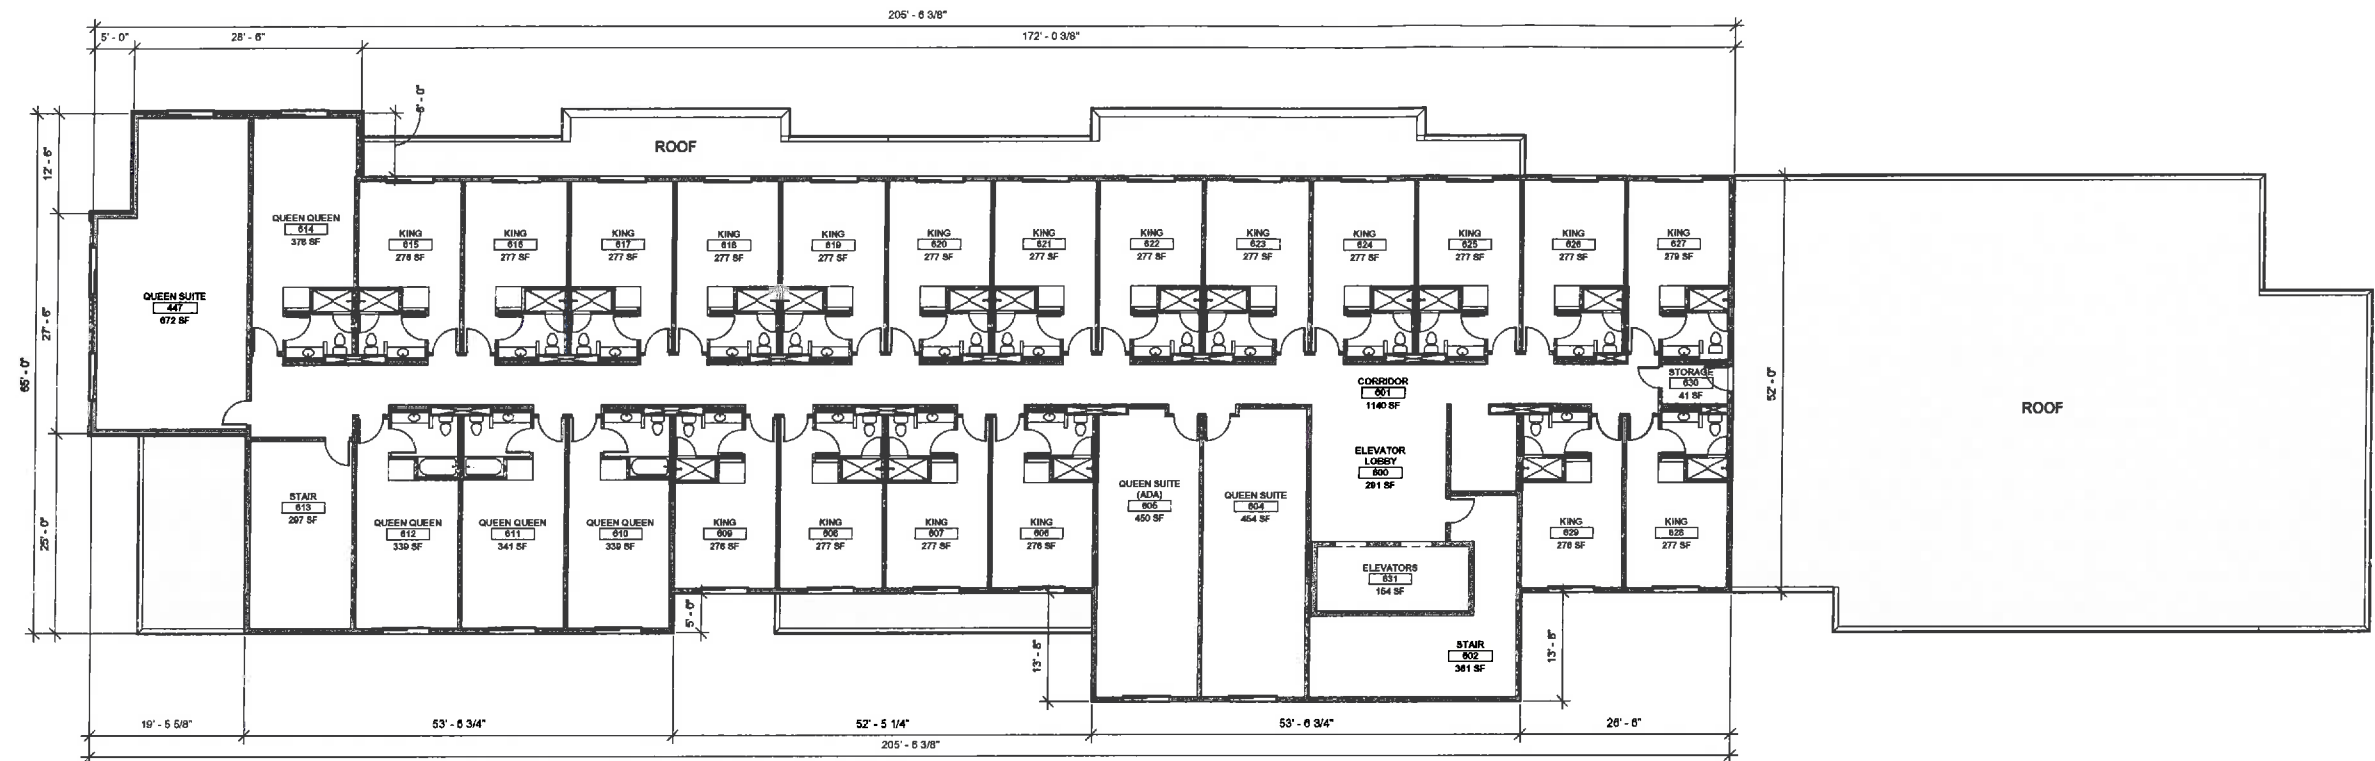 205' - 6 3/8"
5' - 0"
28' - 6"
172' - 0 3/8"
65' - 0"
12' - 6"
27' - 6"
25' - 0"
8' - 0"
ROOF
QUEEN SUITE
447
672 SF
QUEEN QUEEN
614
378 SF
KING
615
276 SF
KING
616
277 SF
KING
617
277 SF
KING
618
277 SF
KING
619
277 SF
KING
620
277 SF
KING
621
277 SF
KING
622
277 SF
KING
623
277 SF
KING
624
277 SF
KING
625
277 SF
KING
626
277 SF
KING
627
279 SF
STORAGE
630
41 SF
52' - 0"
ROOF
CORRIDOR
601
1140 SF
ELEVATOR
LOBBY
600
291 SF
STAIR
613
297 SF
QUEEN QUEEN
612
339 SF
QUEEN QUEEN
611
341 SF
QUEEN QUEEN
610
339 SF
KING
609
276 SF
KING
608
277 SF
KING
607
277 SF
KING
606
276 SF
QUEEN SUITE
(ADA)
605
450 SF
QUEEN SUITE
604
454 SF
ELEVATORS
631
154 SF
STAIR
602
361 SF
KING
629
276 SF
KING
628
277 SF
5' - 0"
13' - 6"
13' - 6"
19' - 5 5/8"
53' - 6 3/4"
52' - 5 1/4"
53' - 6 3/4"
26' - 6"
205' - 6 3/8"